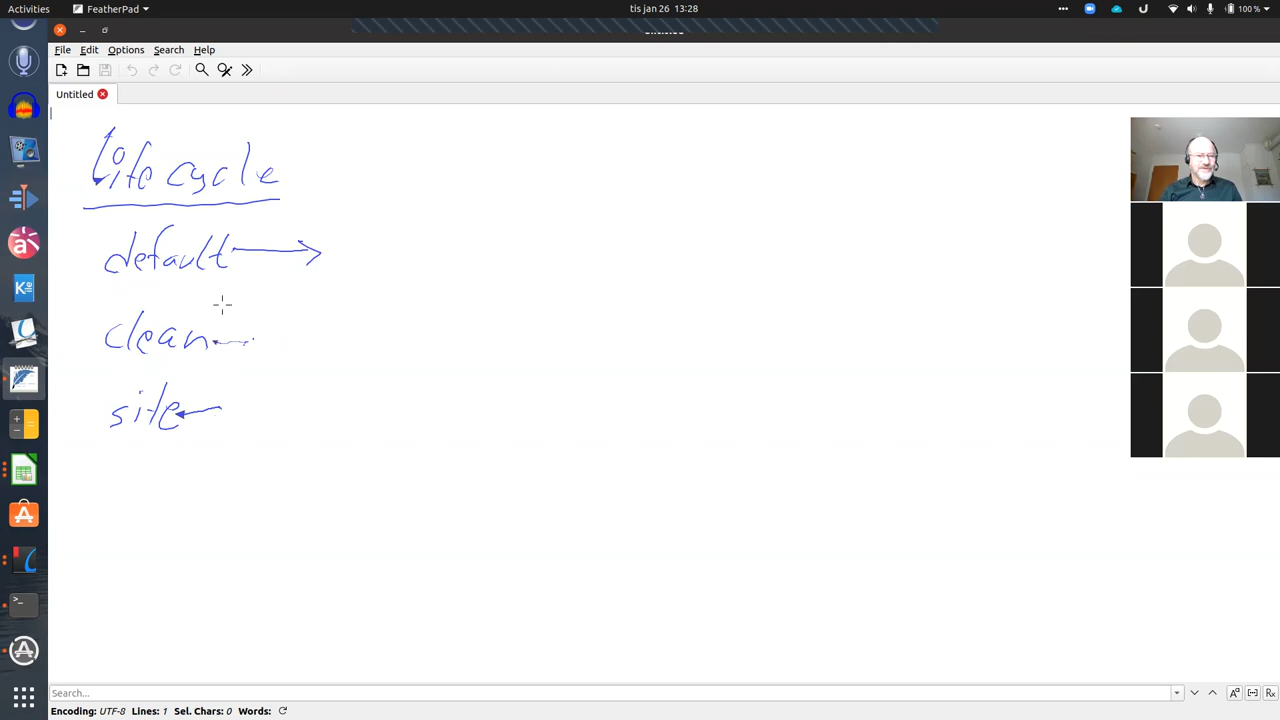 Activities FeatherPad tis jan 26 13:28 100 %
File Edit Options Search Help
Untitled
Life cycle
default
clean
site
Search...
Encoding: UTF-8 Lines: 1 Sel. Chars: 0 Words: